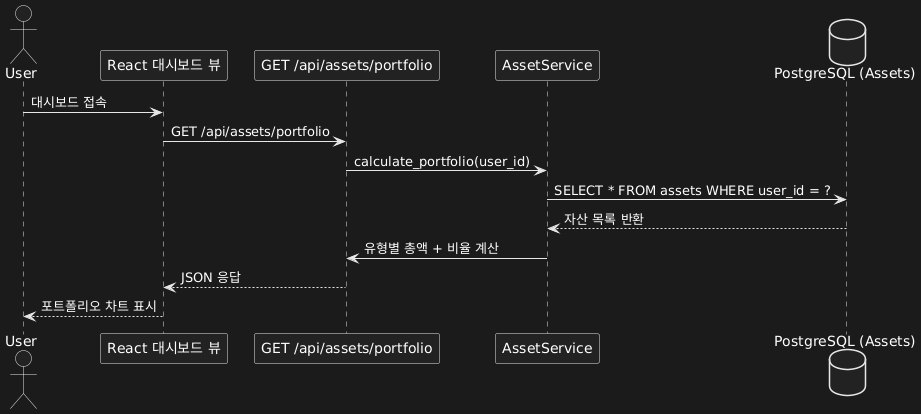 User
React 대시보드 뷰
GET /api/assets/portfolio
AssetService
PostgreSQL (Assets)
대시보드 접속
GET /api/assets/portfolio
calculate_portfolio(user_id)
SELECT * FROM assets WHERE user_id = ?
자산 목록 반환
유형별 총액 + 비율 계산
JSON 응답
포트폴리오 차트 표시
User
React 대시보드 뷰
GET /api/assets/portfolio
AssetService
PostgreSQL (Assets)